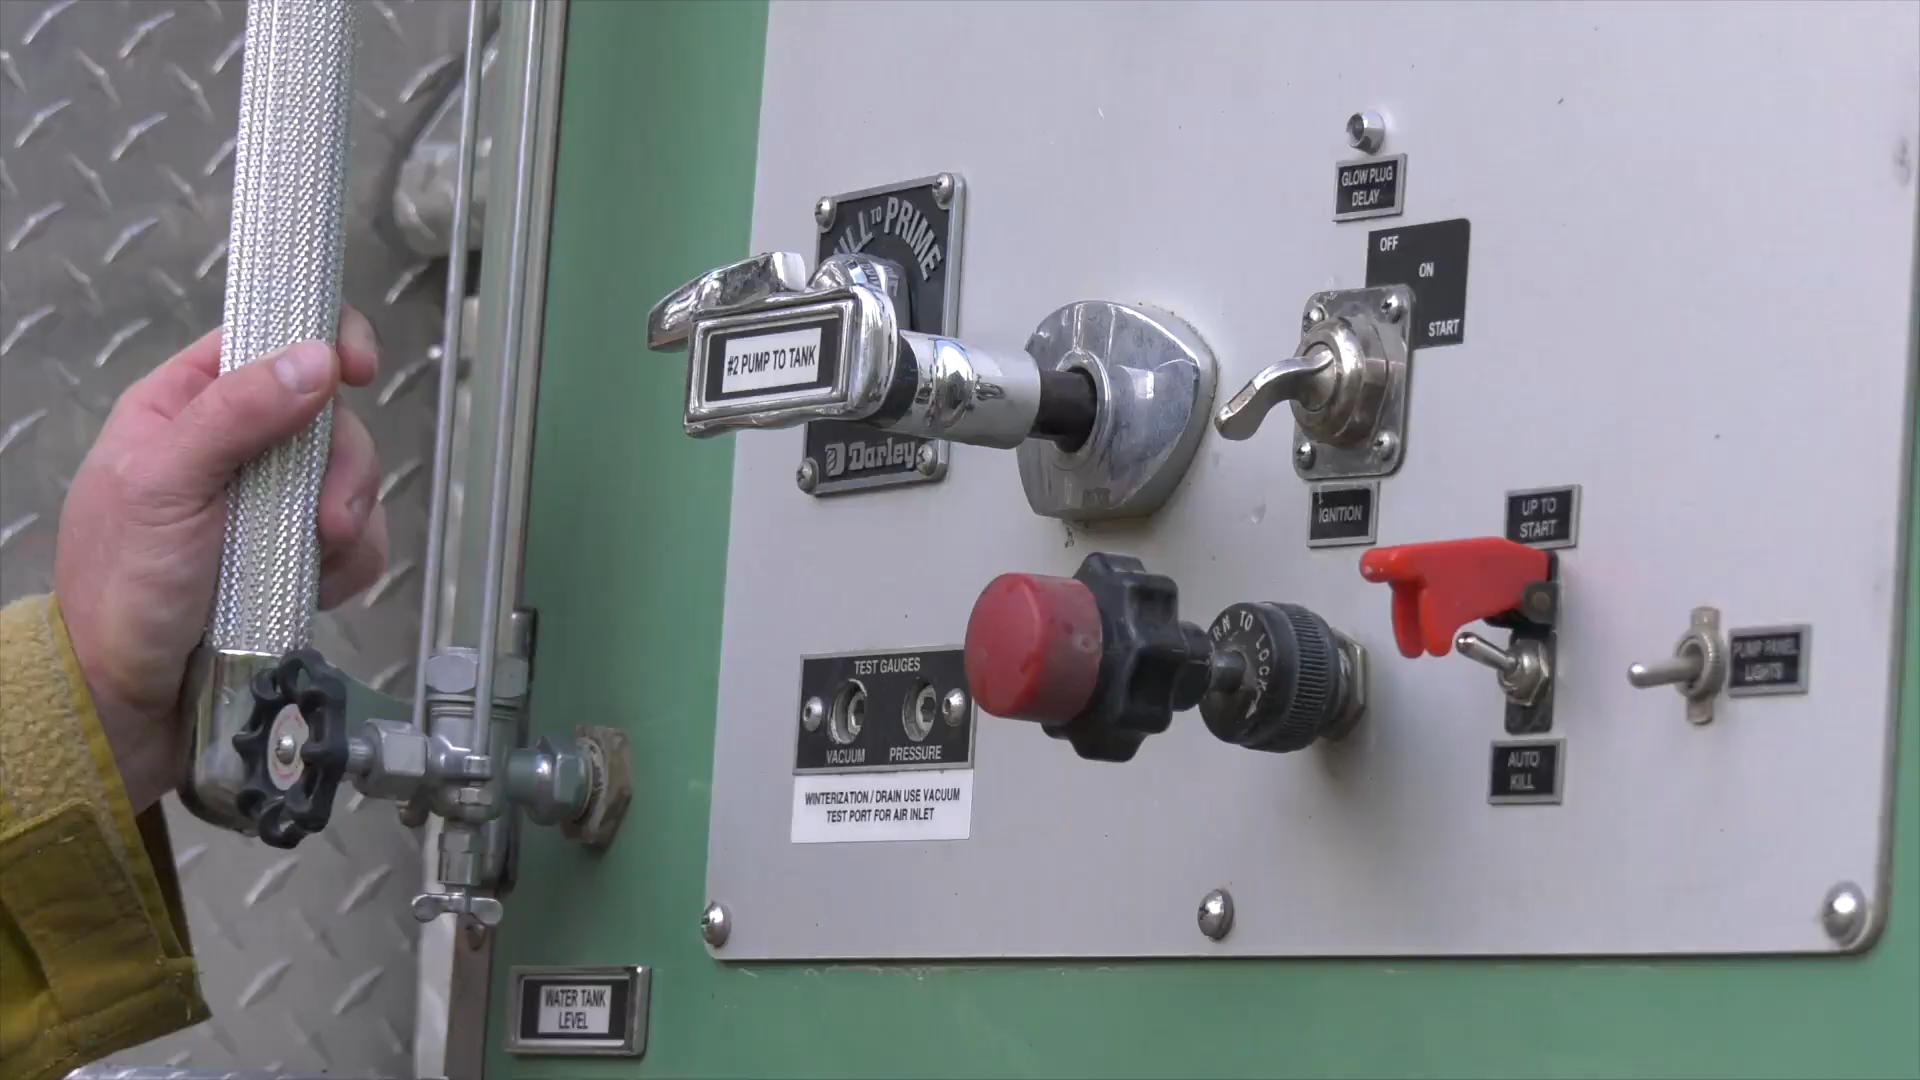 GLOW PLUG
DELAY
TO PRIME
OFF
ON
START
#2 PUMP TO TANK
Darley
IGNITION
UP TO
START
TO LOCK
TEST GAUGES
VACUUM
PRESSURE
PUMP PANEL
LIGHTS
WINTERIZATION / DRAIN USE VACUUM
TEST PORT FOR AIR INLET
AUTO
KILL
WATER TANK
LEVEL